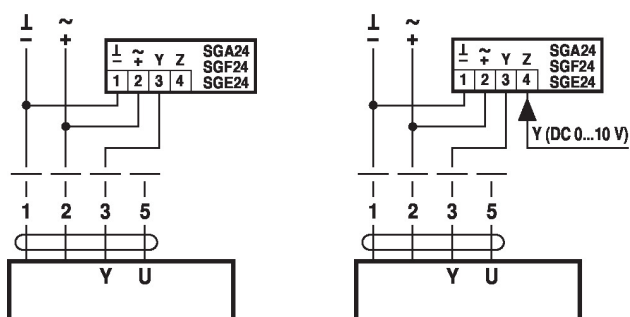 ⊥ ~
– +
⊥ ~ Y Z SGA24
– + SGF24
1 2 3 4 SGE24
1 2 3 5
Y U
⊥ ~
– +
⊥ ~ Y Z SGA24
– + SGF24
1 2 3 4 SGE24
Y (DC 0...10 V)
1 2 3 5
Y U